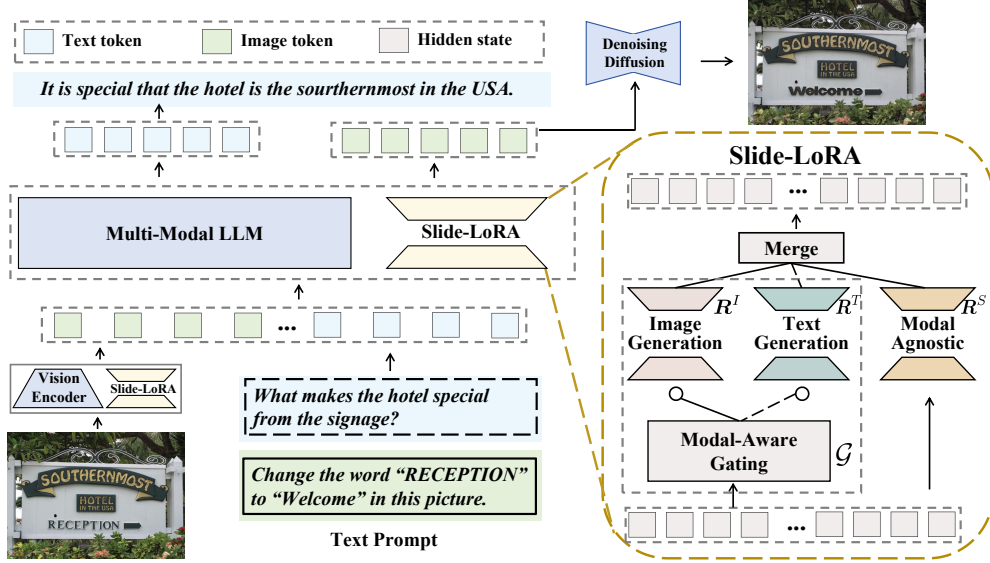 Text token
Image token
Hidden state
It is special that the hotel is the sourthernmost in the USA.
Denoising
Diffusion
SOUTHERNMOST
HOTEL
IN THE USA
Welcome
Multi-Modal LLM
Slide-LoRA
...
Vision
Encoder
Slide-LoRA
What makes the hotel special
from the signage?
Change the word “RECEPTION”
to “Welcome” in this picture.
Text Prompt
SOUTHERNMOST
HOTEL
IN THE USA
RECEPTION
Slide-LoRA
...
Merge
R^I
R^T
R^S
Image
Generation
Text
Generation
Modal
Agnostic
Modal-Aware
Gating
G
...